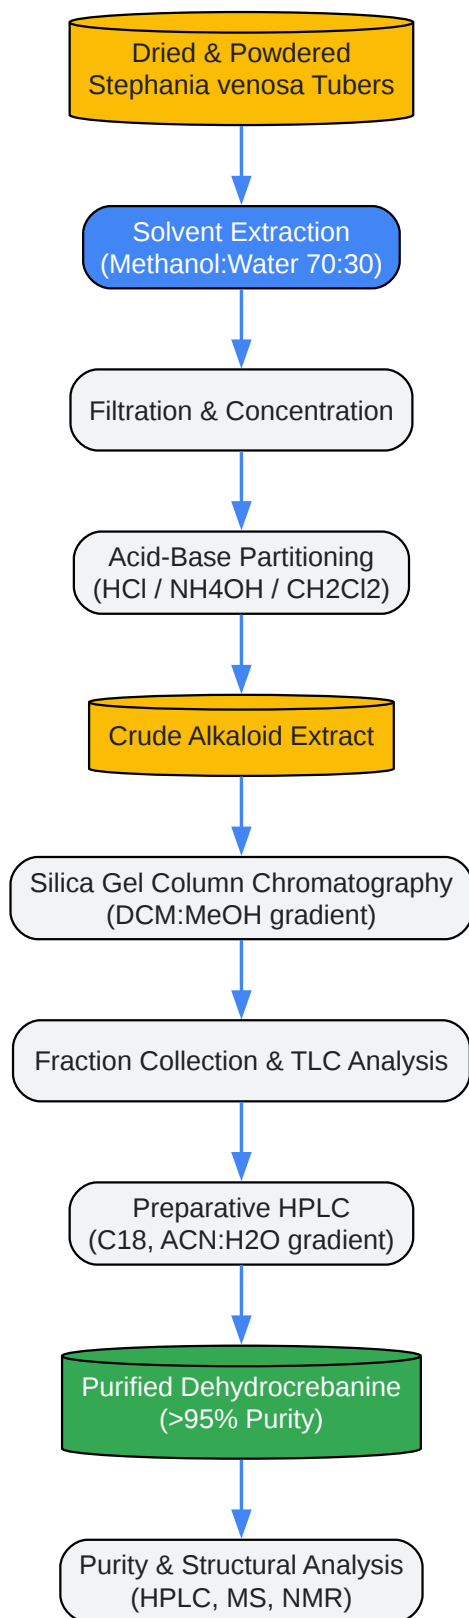 Dried & Powdered
Stephania venosa Tubers
Solvent Extraction
(Methanol:Water 70:30)
Filtration & Concentration
Acid-Base Partitioning
(HCl / NH4OH / CH2Cl2)
Crude Alkaloid Extract
Silica Gel Column Chromatography
(DCM:MeOH gradient)
Fraction Collection & TLC Analysis
Preparative HPLC
(C18, ACN:H2O gradient)
Purified Dehydrocrebanine
(>95% Purity)
Purity & Structural Analysis
(HPLC, MS, NMR)